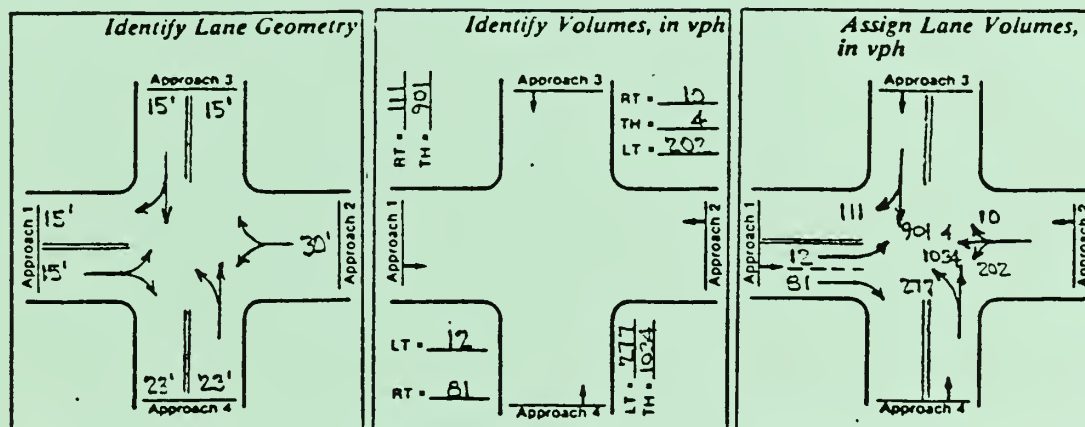 Identify Lane Geometry
Approach 3
15' 15'
Approach 1
15'
15'
30'
Approach 2
23' 23'
Approach 4
Identify Volumes, in vph
Approach 3
RT = 111
TH = 901
RT = 10
TH = 4
LT = 202
Approach 1
Approach 2
LT = 12
RT = 81
LT = 277
TH = 1034
Approach 4
Assign Lane Volumes,
in vph
Approach 3
Approach 1
111
901 4 10
12 1034
81 277 202
Approach 2
Approach 4